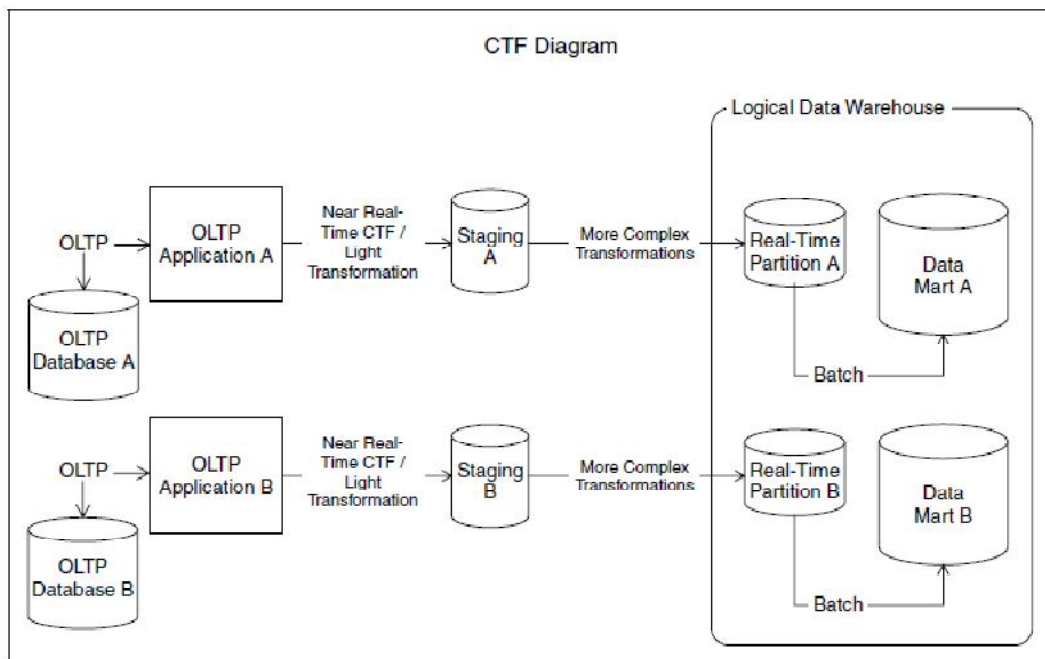 CTF Diagram
Logical Data Warehouse
OLTP
OLTP
Application A
Near Real-
Time CTF /
Light
Transformation
Staging
A
More Complex
Transformations
Real-Time
Partition A
Data
Mart A
OLTP
Database A
Batch
OLTP
OLTP
Application B
Near Real-
Time CTF /
Light
Transformation
Staging
B
More Complex
Transformations
Real-Time
Partition B
Data
Mart B
OLTP
Database B
Batch